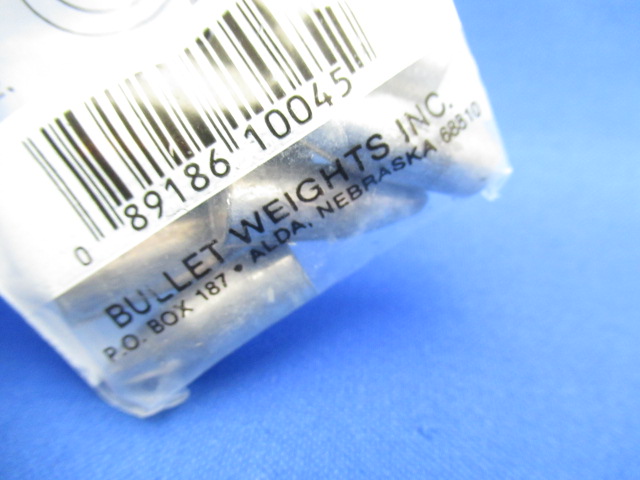 0 89186 10045
BULLET WEIGHTS INC.
P.O. BOX 187 • ALDA, NEBRASKA 68810